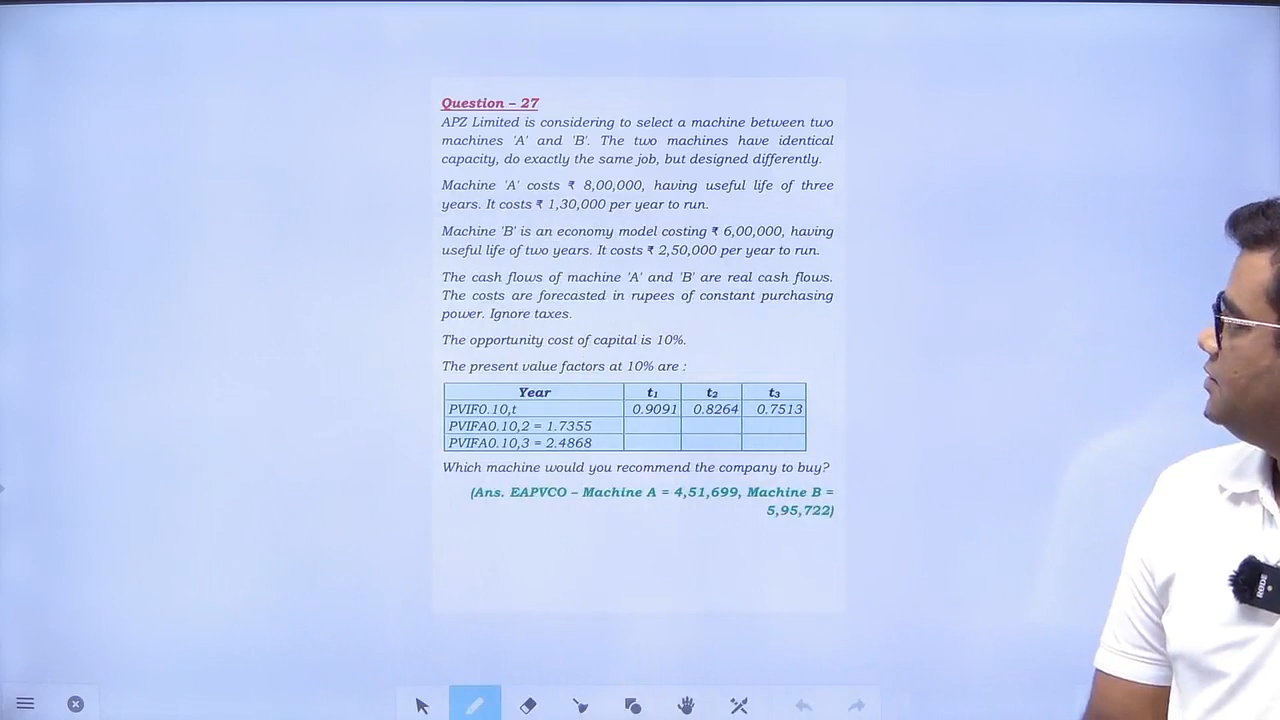 Question – 27
APZ Limited is considering to select a machine between two
machines 'A' and 'B'. The two machines have identical
capacity, do exactly the same job, but designed differently.
Machine 'A' costs ₹ 8,00,000, having useful life of three
years. It costs ₹ 1,30,000 per year to run.
Machine 'B' is an economy model costing ₹ 6,00,000, having
useful life of two years. It costs ₹ 2,50,000 per year to run.
The cash flows of machine 'A' and 'B' are real cash flows.
The costs are forecasted in rupees of constant purchasing
power. Ignore taxes.
The opportunity cost of capital is 10%.
The present value factors at 10% are :
Year t₁ t₂ t₃
PVIF0.10,t 0.9091 0.8264 0.7513
PVIFA0.10,2 = 1.7355
PVIFA0.10,3 = 2.4868
Which machine would you recommend the company to buy?
(Ans. EAPVCO – Machine A = 4,51,699, Machine B =
5,95,722)
RODE